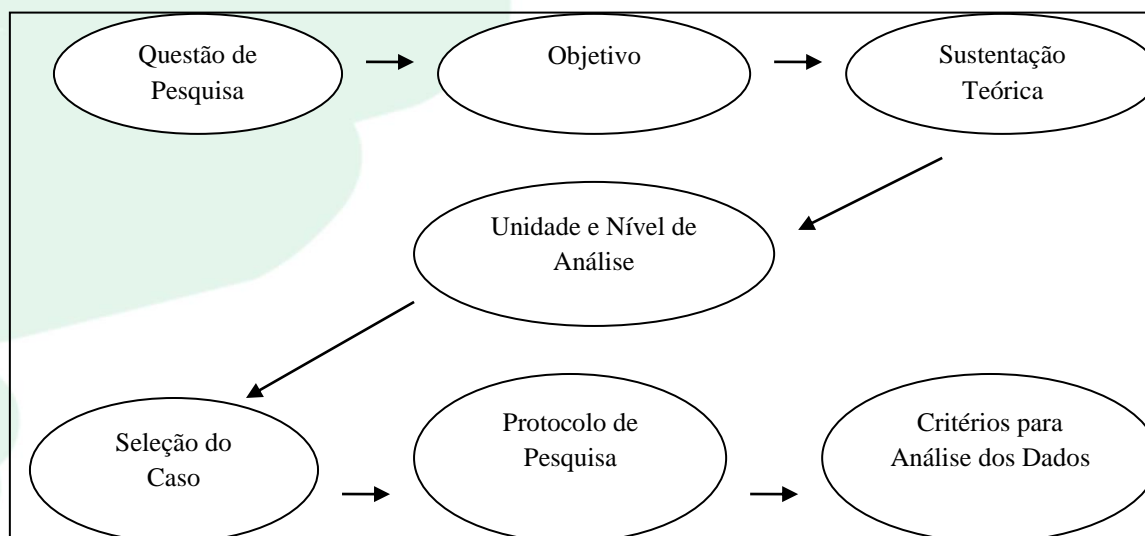 Questão de
Pesquisa
Objetivo
Sustentação
Teórica
Unidade e Nível de
Análise
Seleção do
Caso
Protocolo de
Pesquisa
Critérios para
Análise dos Dados